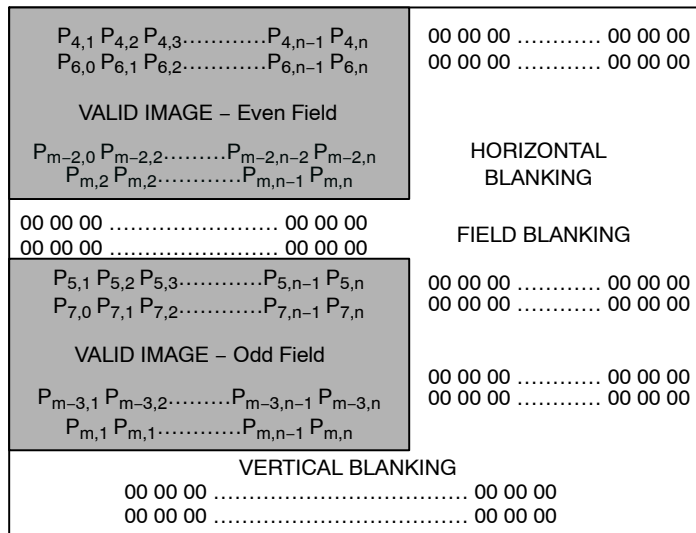 P4,1 P4,2 P4,3............P4,n−1 P4,n 00 00 00 ............ 00 00 00
P6,0 P6,1 P6,2............P6,n−1 P6,n 00 00 00 ............ 00 00 00
VALID IMAGE − Even Field
Pm−2,0 Pm−2,2.........Pm−2,n−2 Pm−2,n
Pm,2 Pm,2............Pm,n−1 Pm,n
HORIZONTAL
BLANKING
00 00 00 ....................... 00 00 00
00 00 00 ....................... 00 00 00
FIELD BLANKING
P5,1 P5,2 P5,3............P5,n−1 P5,n 00 00 00 ............ 00 00 00
P7,0 P7,1 P7,2............P7,n−1 P7,n 00 00 00 ............ 00 00 00
VALID IMAGE − Odd Field
Pm−3,1 Pm−3,2.........Pm−3,n−1 Pm−3,n 00 00 00 ............ 00 00 00
Pm,1 Pm,1............Pm,n−1 Pm,n 00 00 00 ............ 00 00 00
VERTICAL BLANKING
00 00 00 .................................. 00 00 00
00 00 00 .................................. 00 00 00